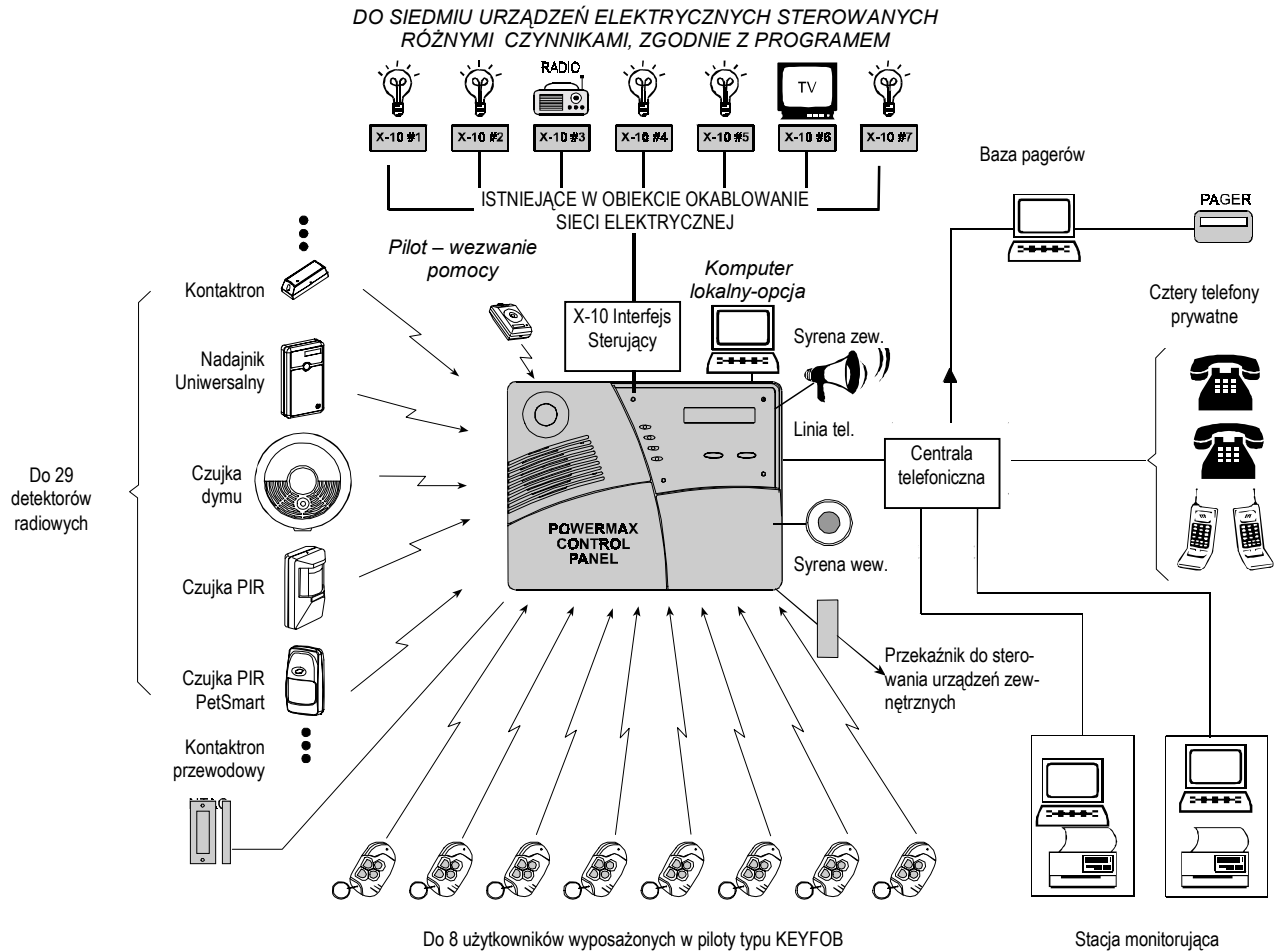 DO SIEDMIU URZĄDZEŃ ELEKTRYCZNYCH STEROWANYCH
RÓŻNYMI CZYNNIKAMI, ZGODNIE Z PROGRAMEM
RADIO
TV
X-10 #1
X-10 #2
X-10 #3
X-10 #4
X-10 #5
X-10 #6
X-10 #7
ISTNIEJĄCE W OBIEKCIE OKABLOWANIE
SIECI ELEKTRYCZNEJ
Baza pagerów
PAGER
Pilot – wezwanie
pomocy
Komputer
lokalny-opcja
X-10 Interfejs
Sterujący
Syrena zew.
Linia tel.
Cztery telefony
prywatne
Kontaktron
Nadajnik
Uniwersalny
Czujka
dymu
Do 29
detektorów
radiowych
Czujka PIR
Czujka PIR
PetSmart
Kontaktron
przewodowy
POWERMAX
CONTROL
PANEL
Centrala
telefoniczna
Syrena wew.
Przekaźnik do stero-
wania urządzeń zew-
nętrznych
Do 8 użytkowników wyposażonych w piloty typu KEYFOB
Stacja monitorująca